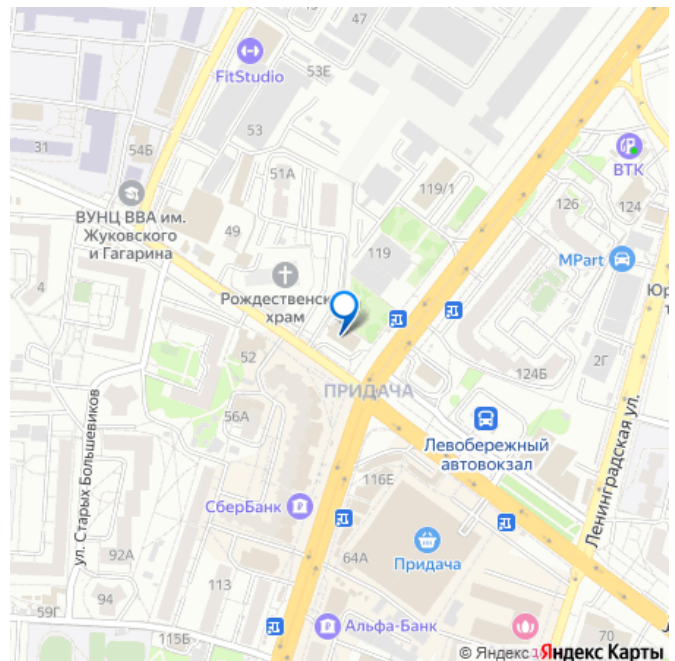 47
FitStudio
53Е
53
31
54Б
51А
119/1
ВТК
126
124
ВУНЦ ВВА им.
Жуковского
и Гагарина
49
119
MPart
4
Рождественск
храм
Юр
2Г
52
ПРИДАЧА
124Б
56А
Левобережный
автовокзал
ул. Старых Большевиков
Ленинградская ул.
116Е
СберБанк
64А
Придача
92А
113
94
59Г
115Б
Альфа-Банк
70
© Яндекс
Яндекс Карты